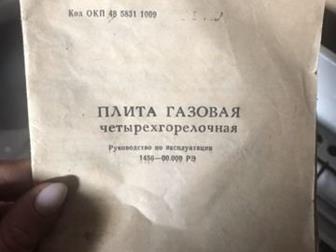 Код ОКП 48 5831 1009
ПЛИТА ГАЗОВАЯ
четырехгорелочная
Руководство по эксплуатации
1456—00.000 РЭ